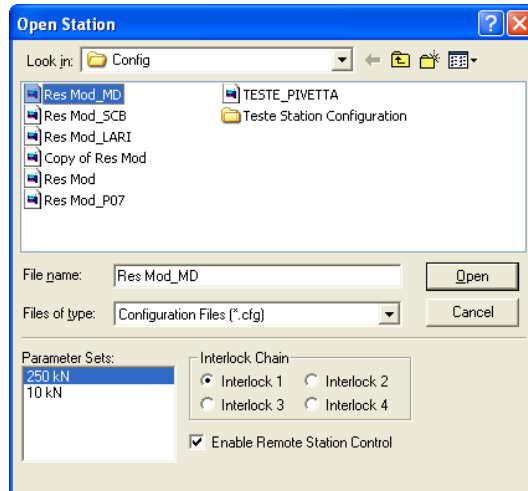 Open Station
Look in: Config
Res Mod_MD
Res Mod_SCB
Res Mod_LARI
Copy of Res Mod
Res Mod
Res Mod_P07
TESTE_PIVETTA
Teste Station Configuration
File name: Res Mod_MD Open
Files of type: Configuration Files (*.cfg) Cancel
Parameter Sets:
250 kN
10 kN
Interlock Chain
Interlock 1 Interlock 2
Interlock 3 Interlock 4
Enable Remote Station Control